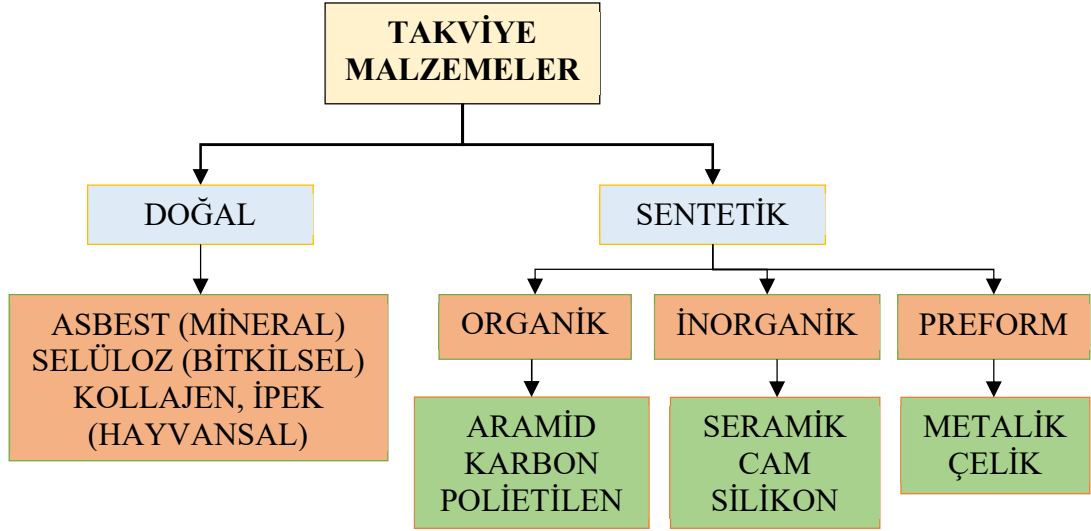 TAKVİYE
MALZEMELER
DOĞAL
SENTETİK
ASBEST (MİNERAL)
SELÜLOZ (BİTKİLSEL)
KOLLAJEN, İPEK
(HAYVANSAL)
ORGANİK
İNORGANİK
PREFORM
ARAMİD
KARBON
POLİETİLEN
SERAMİK
CAM
SİLİKON
METALİK
ÇELİK